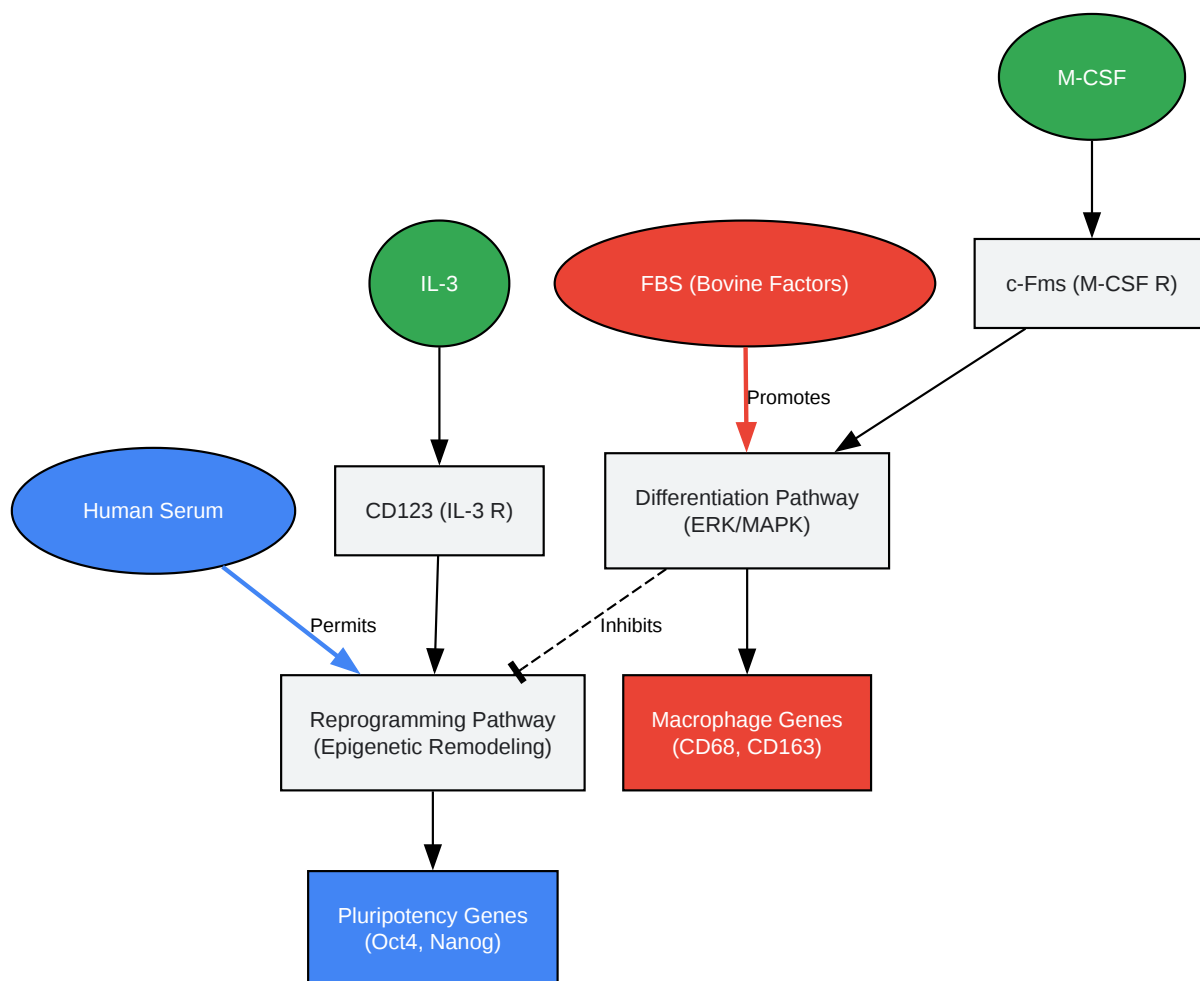 M-CSF
IL-3
FBS (Bovine Factors)
c-Fms (M-CSF R)
Promotes
Human Serum
CD123 (IL-3 R)
Differentiation Pathway
(ERK/MAPK)
Permits
Inhibits
Reprogramming Pathway
(Epigenetic Remodeling)
Macrophage Genes
(CD68, CD163)
Pluripotency Genes
(Oct4, Nanog)